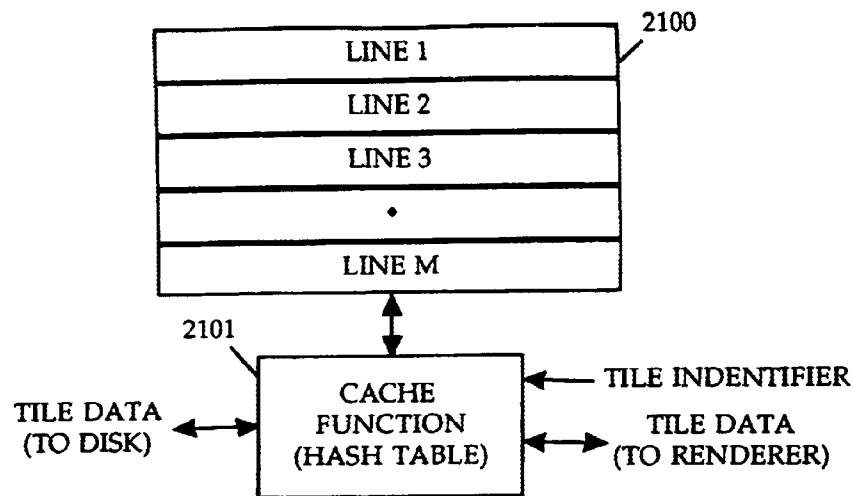 2100
LINE 1
LINE 2
LINE 3
LINE M
2101
CACHE
FUNCTION
(HASH TABLE)
TILE DATA
(TO DISK)
TILE INDENTIFIER
TILE DATA
(TO RENDERER)